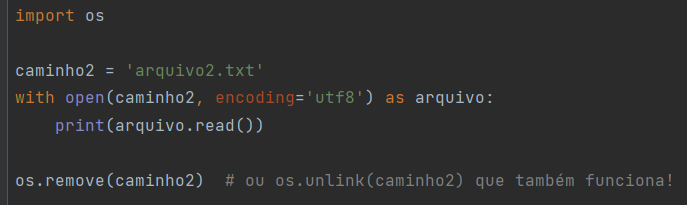 import os
caminho2 = 'arquivo2.txt'
with open(caminho2, encoding='utf8') as arquivo:
    print(arquivo.read())
os.remove(caminho2)  # ou os.unlink(caminho2) que também funciona!